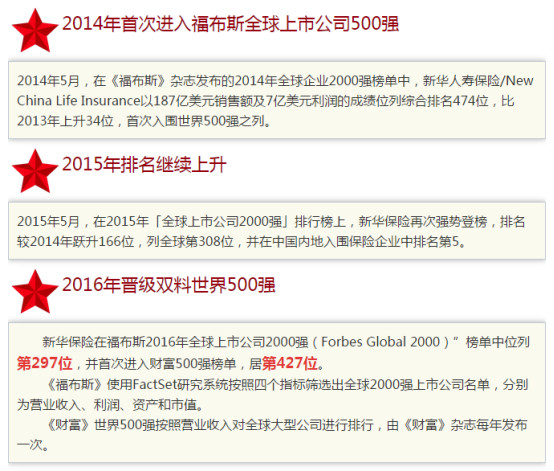 2014年首次进入福布斯全球上市公司500强
2014年5月，在《福布斯》杂志发布的2014年全球企业2000强榜单中，新华人寿保险/New
China Life Insurance以187亿美元销售额及7亿美元利润的成绩位列综合排名474位，比
2013年上升34位，首次入围世界500强之列。
2015年排名继续上升
2015年5月，在2015年「全球上市公司2000强」排行榜上，新华保险再次强势登榜，排名
较2014年跃升166位，列全球第308位，并在中国内地入围保险企业中排名第5。
2016年晋级双料世界500强
新华保险在福布斯2016年全球上市公司2000强（Forbes Global 2000）”榜单中位列
第297位，并首次进入财富500强榜单，居第427位。
《福布斯》使用FactSet研究系统按照四个指标筛选出全球2000强上市公司名单，分别
为营业收入、利润、资产和市值。
《财富》世界500强按照营业收入对全球大型公司进行排行，由《财富》杂志每年发布
一次。